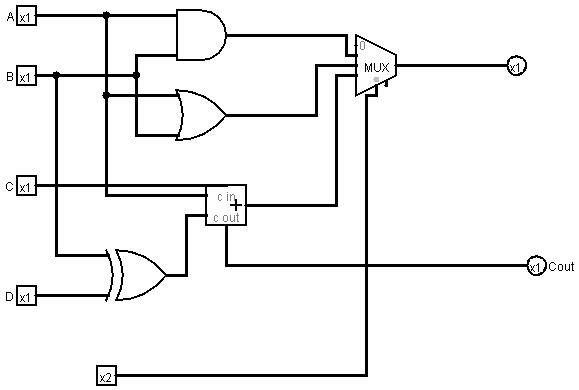 A x1
0
MUX
x1
B x1
C x1
c in
+
c out
x1 Cout
D x1
x2